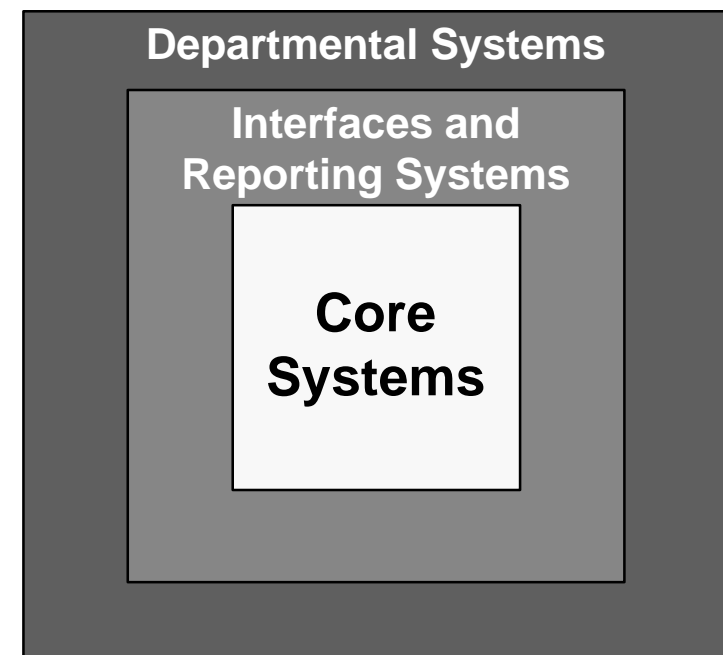 Departmental Systems
Interfaces and
Reporting Systems
Core
Systems